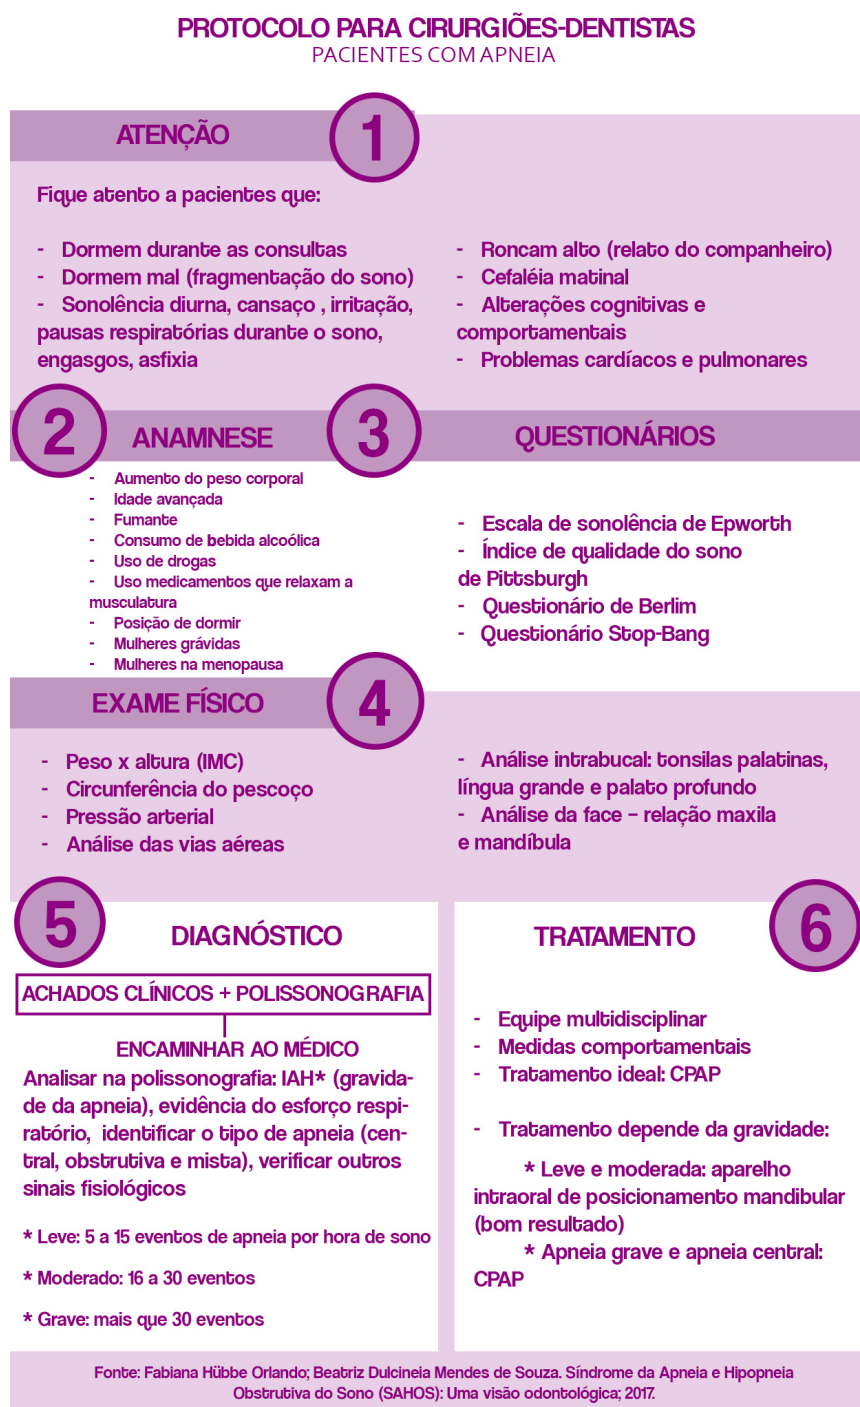 PROTOCOLO PARA CIRURGIÕES-DENTISTAS
PACIENTES COM APNEIA
1
ATENÇÃO
Fique atento a pacientes que:
- Dormem durante as consultas
- Dormem mal (fragmentação do sono)
- Sonolência diurna, cansaço , irritação,
pausas respiratórias durante o sono,
engasgos, asfixia
- Roncam alto (relato do companheiro)
- Cefaléia matinal
- Alterações cognitivas e
comportamentais
- Problemas cardíacos e pulmonares
2
ANAMNESE
- Aumento do peso corporal
- Idade avançada
- Fumante
- Consumo de bebida alcoólica
- Uso de drogas
- Uso medicamentos que relaxam a
musculatura
- Posição de dormir
- Mulheres grávidas
- Mulheres na menopausa
3
QUESTIONÁRIOS
- Escala de sonolência de Epworth
- Índice de qualidade do sono
de Pittsburgh
- Questionário de Berlim
- Questionário Stop-Bang
4
EXAME FÍSICO
- Peso x altura (IMC)
- Circunferência do pescoço
- Pressão arterial
- Análise das vias aéreas
- Análise intrabucal: tonsilas palatinas,
língua grande e palato profundo
- Análise da face – relação maxila
e mandíbula
5
DIAGNÓSTICO
ACHADOS CLÍNICOS + POLISSONOGRAFIA
ENCAMINHAR AO MÉDICO
Analisar na polissonografia: IAH* (gravida-
de da apneia), evidência do esforço respi-
ratório, identificar o tipo de apneia (cen-
tral, obstrutiva e mista), verificar outros
sinais fisiológicos
* Leve: 5 a 15 eventos de apneia por hora de sono
* Moderado: 16 a 30 eventos
* Grave: mais que 30 eventos
6
TRATAMENTO
- Equipe multidisciplinar
- Medidas comportamentais
- Tratamento ideal: CPAP
- Tratamento depende da gravidade:
* Leve e moderada: aparelho
intraoral de posicionamento mandibular
(bom resultado)
* Apneia grave e apneia central:
CPAP
Fonte: Fabiana Hübbe Orlando; Beatriz Dulcineia Mendes de Souza. Síndrome da Apneia e Hipopneia
Obstrutiva do Sono (SAHOS): Uma visão odontológica; 2017.